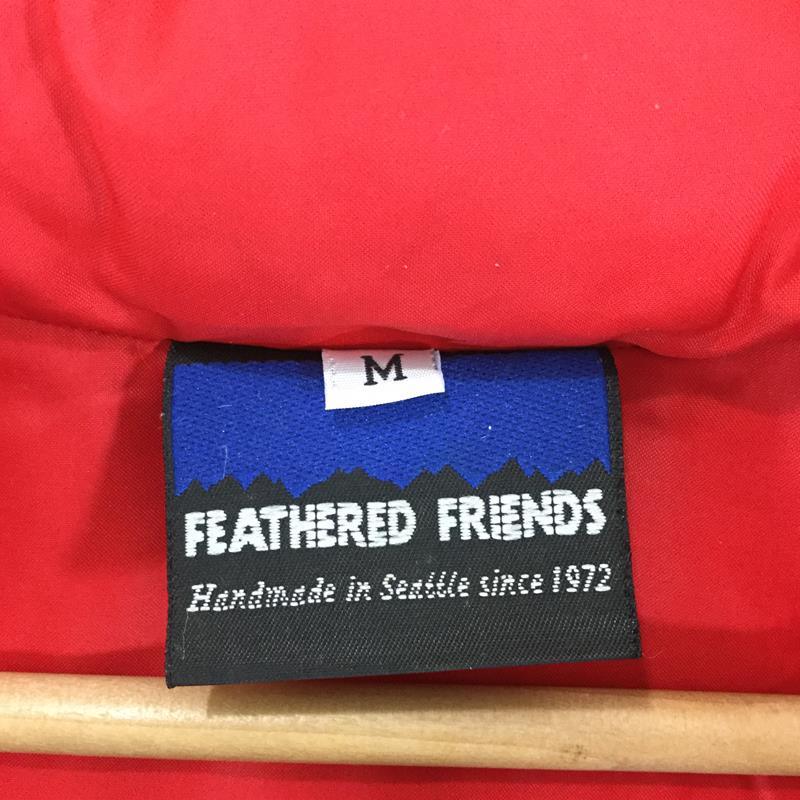 M
FEATHERED FRIENDS
Handmade in Seattle since 1972